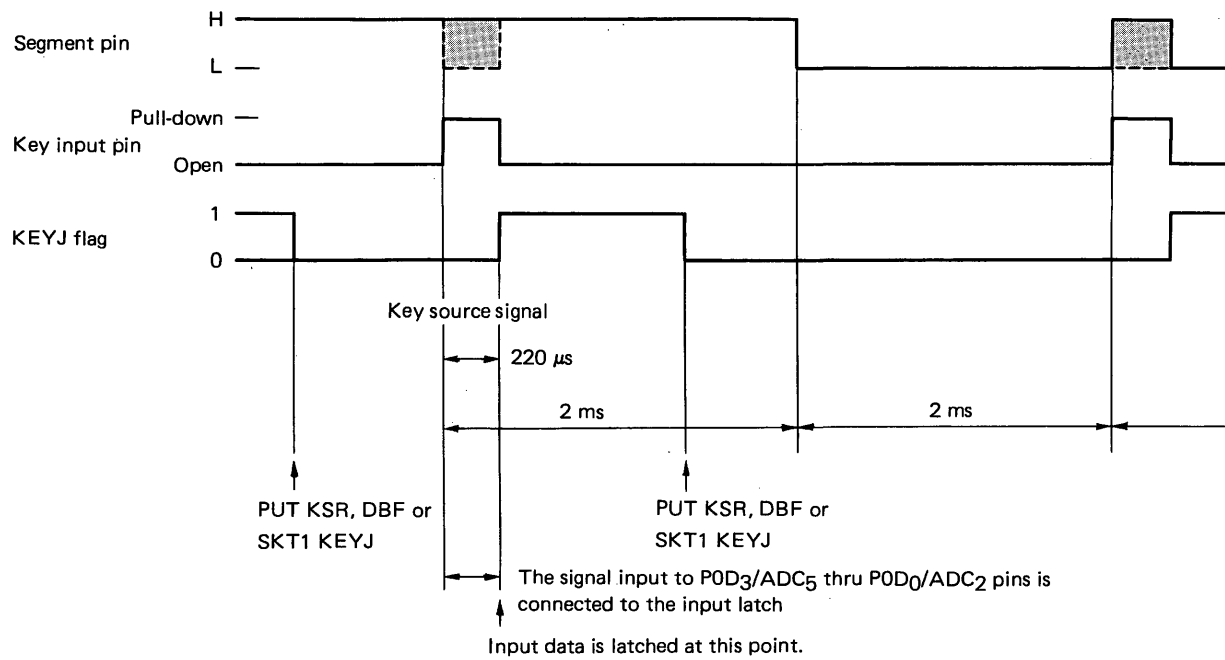 H
Segment pin
L
Pull-down
Key input pin
Open
1
KEYJ flag
0
Key source signal
220 μs
2 ms
2 ms
PUT KSR, DBF or
SKT1 KEYJ
PUT KSR, DBF or
SKT1 KEYJ
The signal input to P0D3/ADC5 thru P0D0/ADC2 pins is
connected to the input latch
Input data is latched at this point.